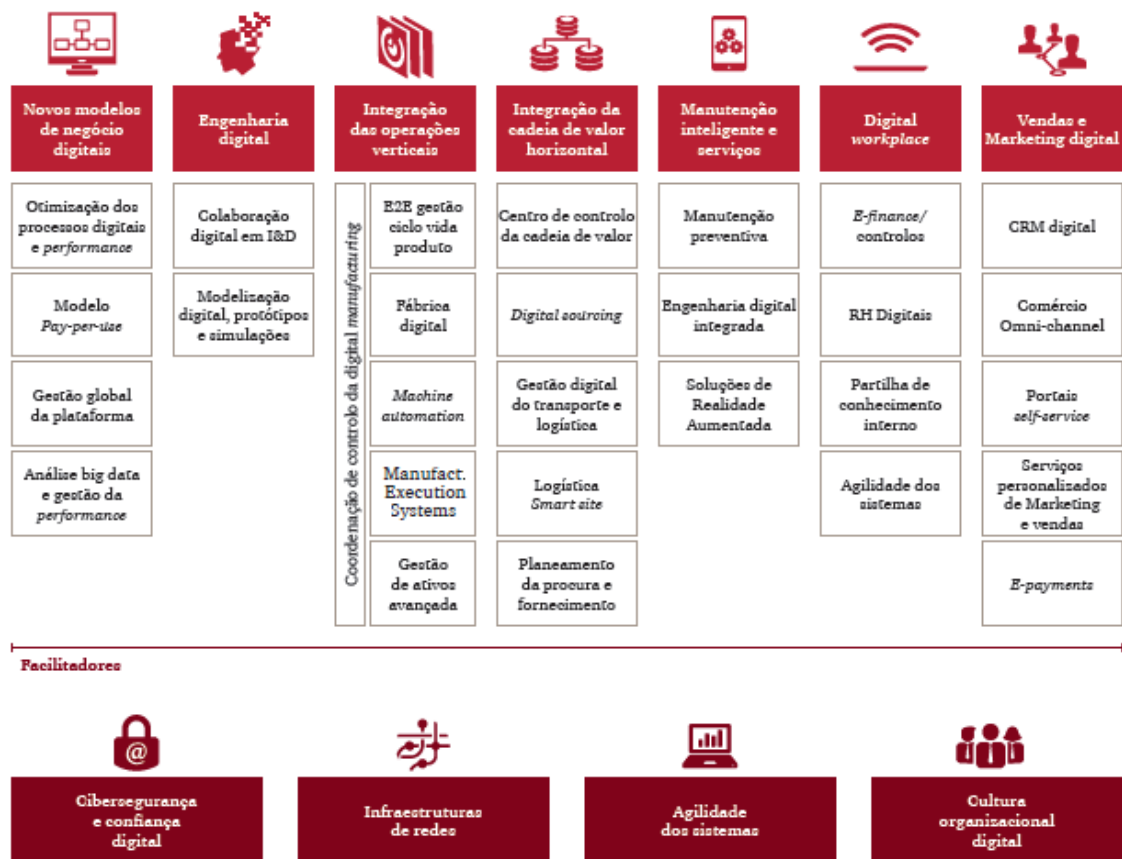 Novos modelos
de negócio
digitais
Engenharia
digital
Integração
das operações
verticais
Integração da
cadeia de valor
horizontal
Manutenção
inteligente e
serviços
Digital
workplace
Vendas e
Marketing digital
Otimização dos
processos digitais
e performance
Modelo
Pay-per-use
Gestão global
da plataforma
Análise big data
e gestão da
performance
Colaboração
digital em I&D
Modelização
digital, protótipos
e simulações
Coordenação de controlo da digital manufacturing
E2E gestão
ciclo vida
produto
Fábrica
digital
Machine
automation
Manufact.
Execution
Systems
Gestão
de ativos
avançada
Centro de controlo
da cadeia de valor
Digital sourcing
Gestão digital
do transporte e
logística
Logística
Smart site
Planeamento
da procura e
fornecimento
Manutenção
preventiva
Engenharia digital
integrada
Soluções de
Realidade
Aumentada
E-finance/
controlos
RH Digitais
Partilha de
conhecimento
interno
Agilidade dos
sistemas
CRM digital
Comércio
Omni-channel
Portais
self-service
Serviços
personalizados
de Marketing
e vendas
E-payments
Facilitadores
@
Cibersegurança
e confiança
digital
Infraestruturas
de redes
Agilidade
dos sistemas
Cultura
organizacional
digital